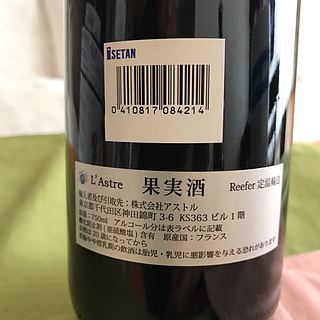 ISETAN
0410817084214
L'Astre 果実酒 Reefer 定温輸送
輸入者及び引取先：株式会社アストル
東京都千代田区神田錦町 3-6 KS363 ビル 1 階
容量：750ml アルコール分は表ラベルに記載
酸化防止剤 (亜硫酸塩) 含有 原産国：フランス
飲酒は20歳になってから
妊娠中や授乳期の飲酒は胎児・乳児に悪影響を与える恐れがあります